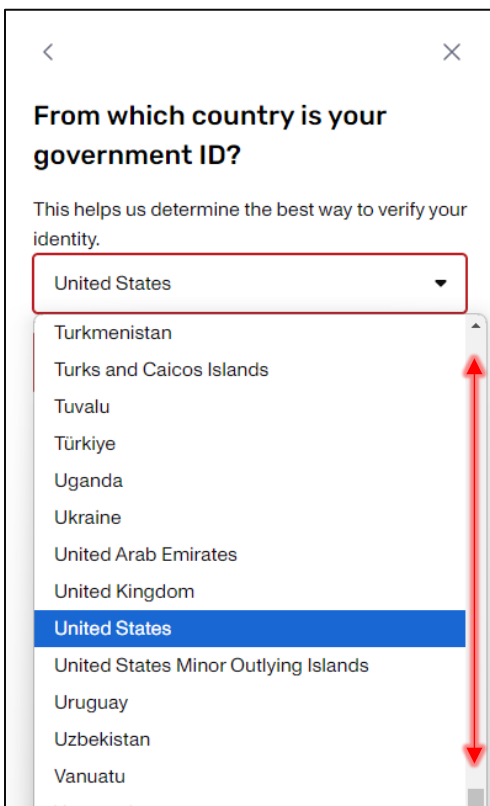 From which country is your
government ID?
This helps us determine the best way to verify your
identity.
United States
Turkmenistan
Turks and Caicos Islands
Tuvalu
Türkiye
Uganda
Ukraine
United Arab Emirates
United Kingdom
United States
United States Minor Outlying Islands
Uruguay
Uzbekistan
Vanuatu